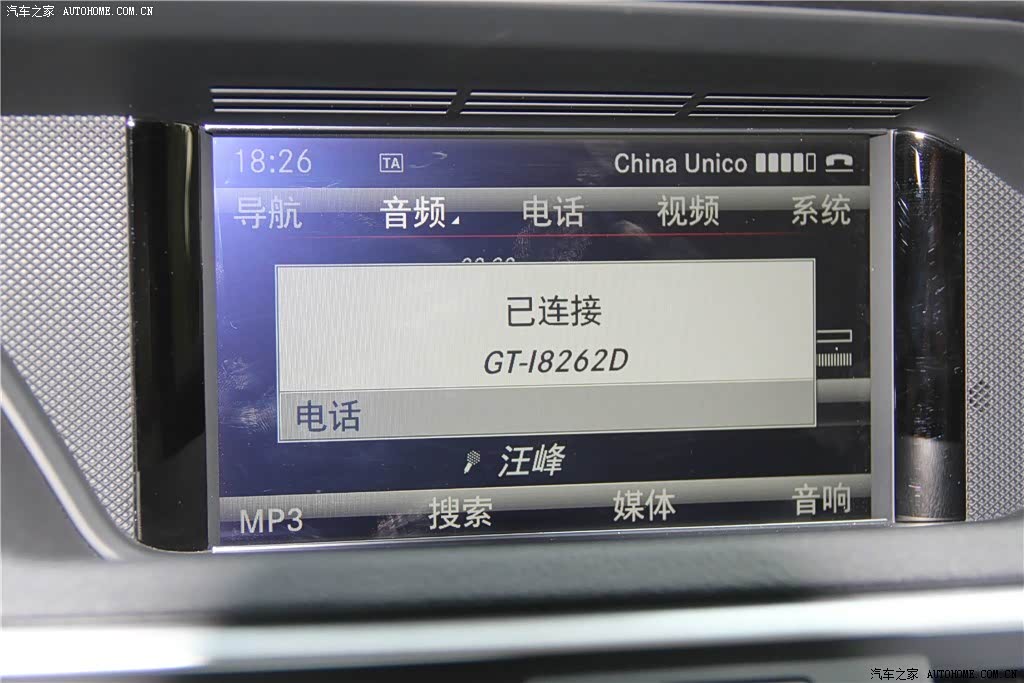 汽车之家 AUTOHOME.COM.CN
18:26 TA China Unico
导航 音频 电话 视频 系统
已连接
GT-I8262D
电话
汪峰
MP3 搜索 媒体 音响
汽车之家 AUTOHOME.COM.CN